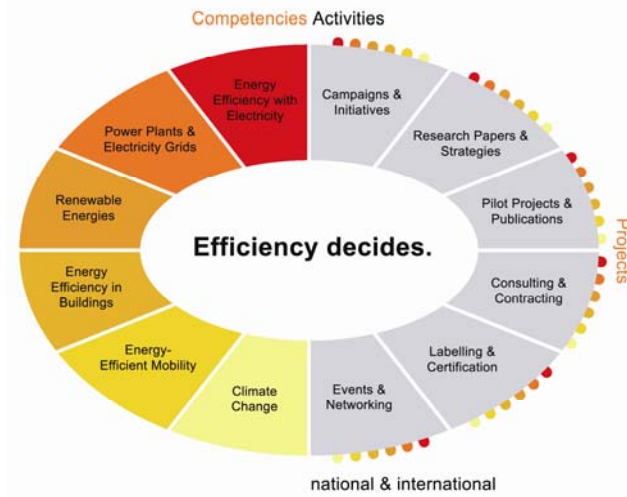 Competencies Activities
Energy
Efficiency with
Electricity
Campaigns &
Initiatives
Power Plants &
Electricity Grids
Research Papers &
Strategies
Renewable
Energies
Pilot Projects &
Publications
Projects
Efficiency decides.
Energy
Efficiency in
Buildings
Consulting &
Contracting
Energy-
Efficient Mobility
Labelling &
Certification
Climate
Change
Events &
Networking
national & international